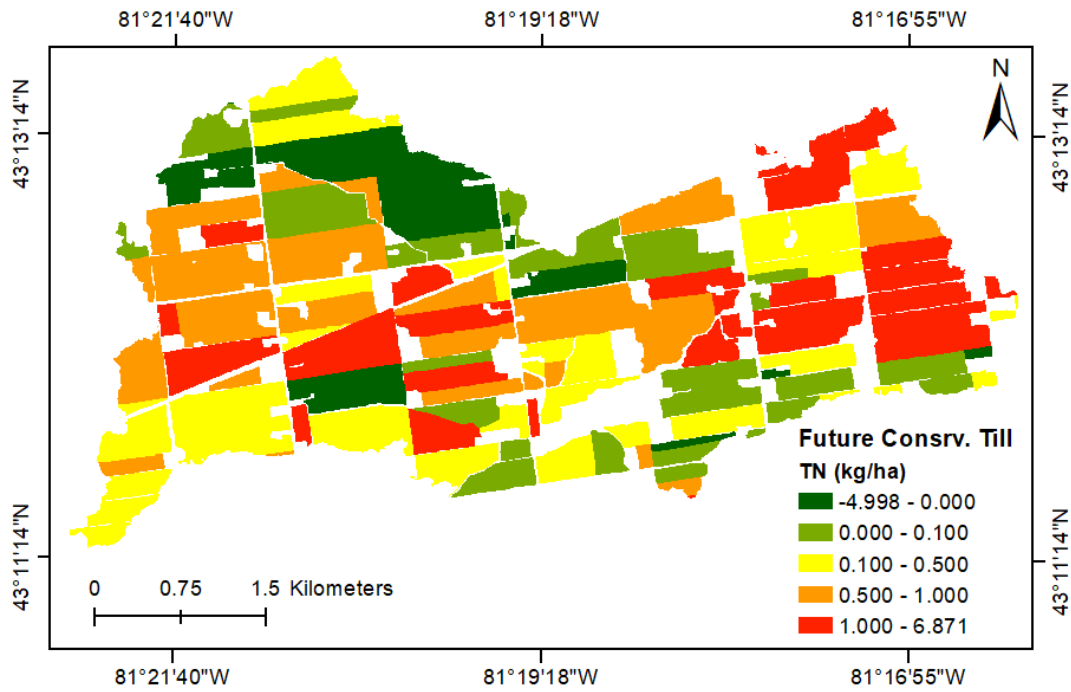 81°21'40"W 81°19'18"W 81°16'55"W
N
43°13'14"N 43°13'14"N
Future Consrv. Till
TN (kg/ha)
-4.998 - 0.000
0.000 - 0.100
0.100 - 0.500
0.500 - 1.000
1.000 - 6.871
43°11'14"N 43°11'14"N
0 0.75 1.5 Kilometers
81°21'40"W 81°19'18"W 81°16'55"W